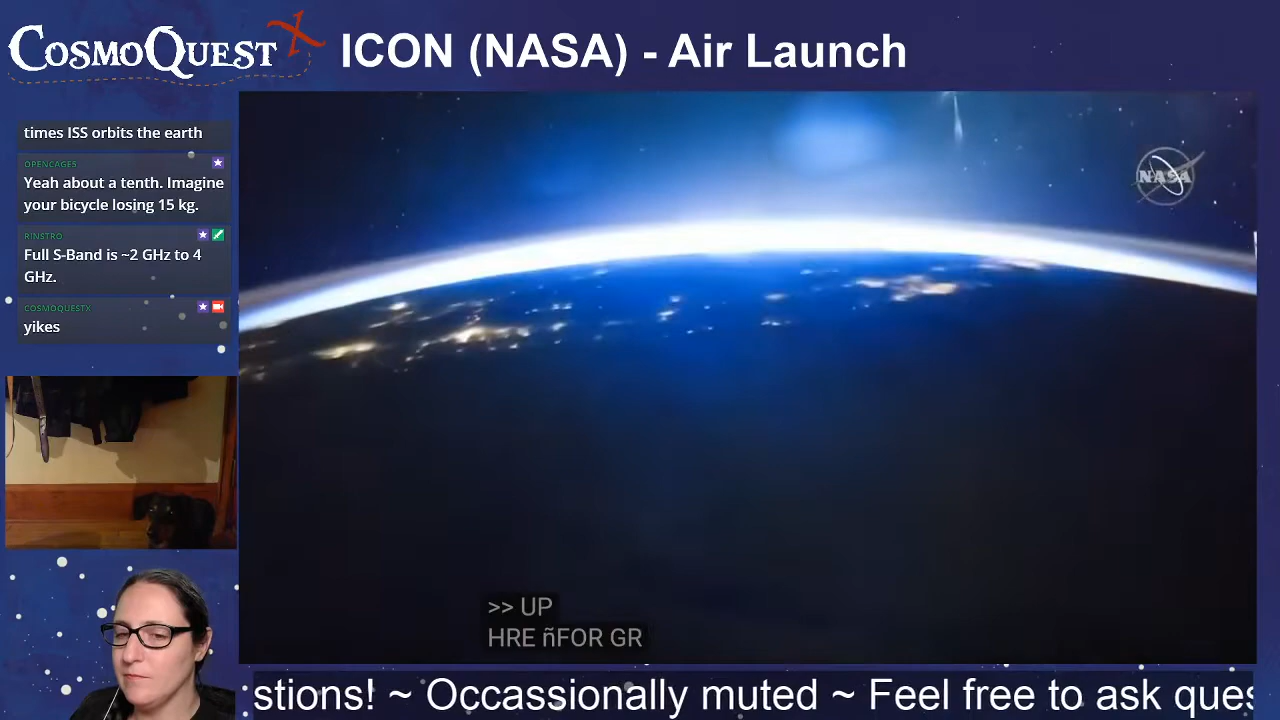 CosmoQuest X
ICON (NASA) - Air Launch
times ISS orbits the earth
OPENCAGES
Yeah about a tenth. Imagine
your bicycle losing 15 kg.
RINSTRO
Full S-Band is ~2 GHz to 4
GHz.
COSMOQUESTX
yikes
NASA
>> UP
HRE ñFOR GR
stions! ~ Occassionally muted ~ Feel free to ask ques